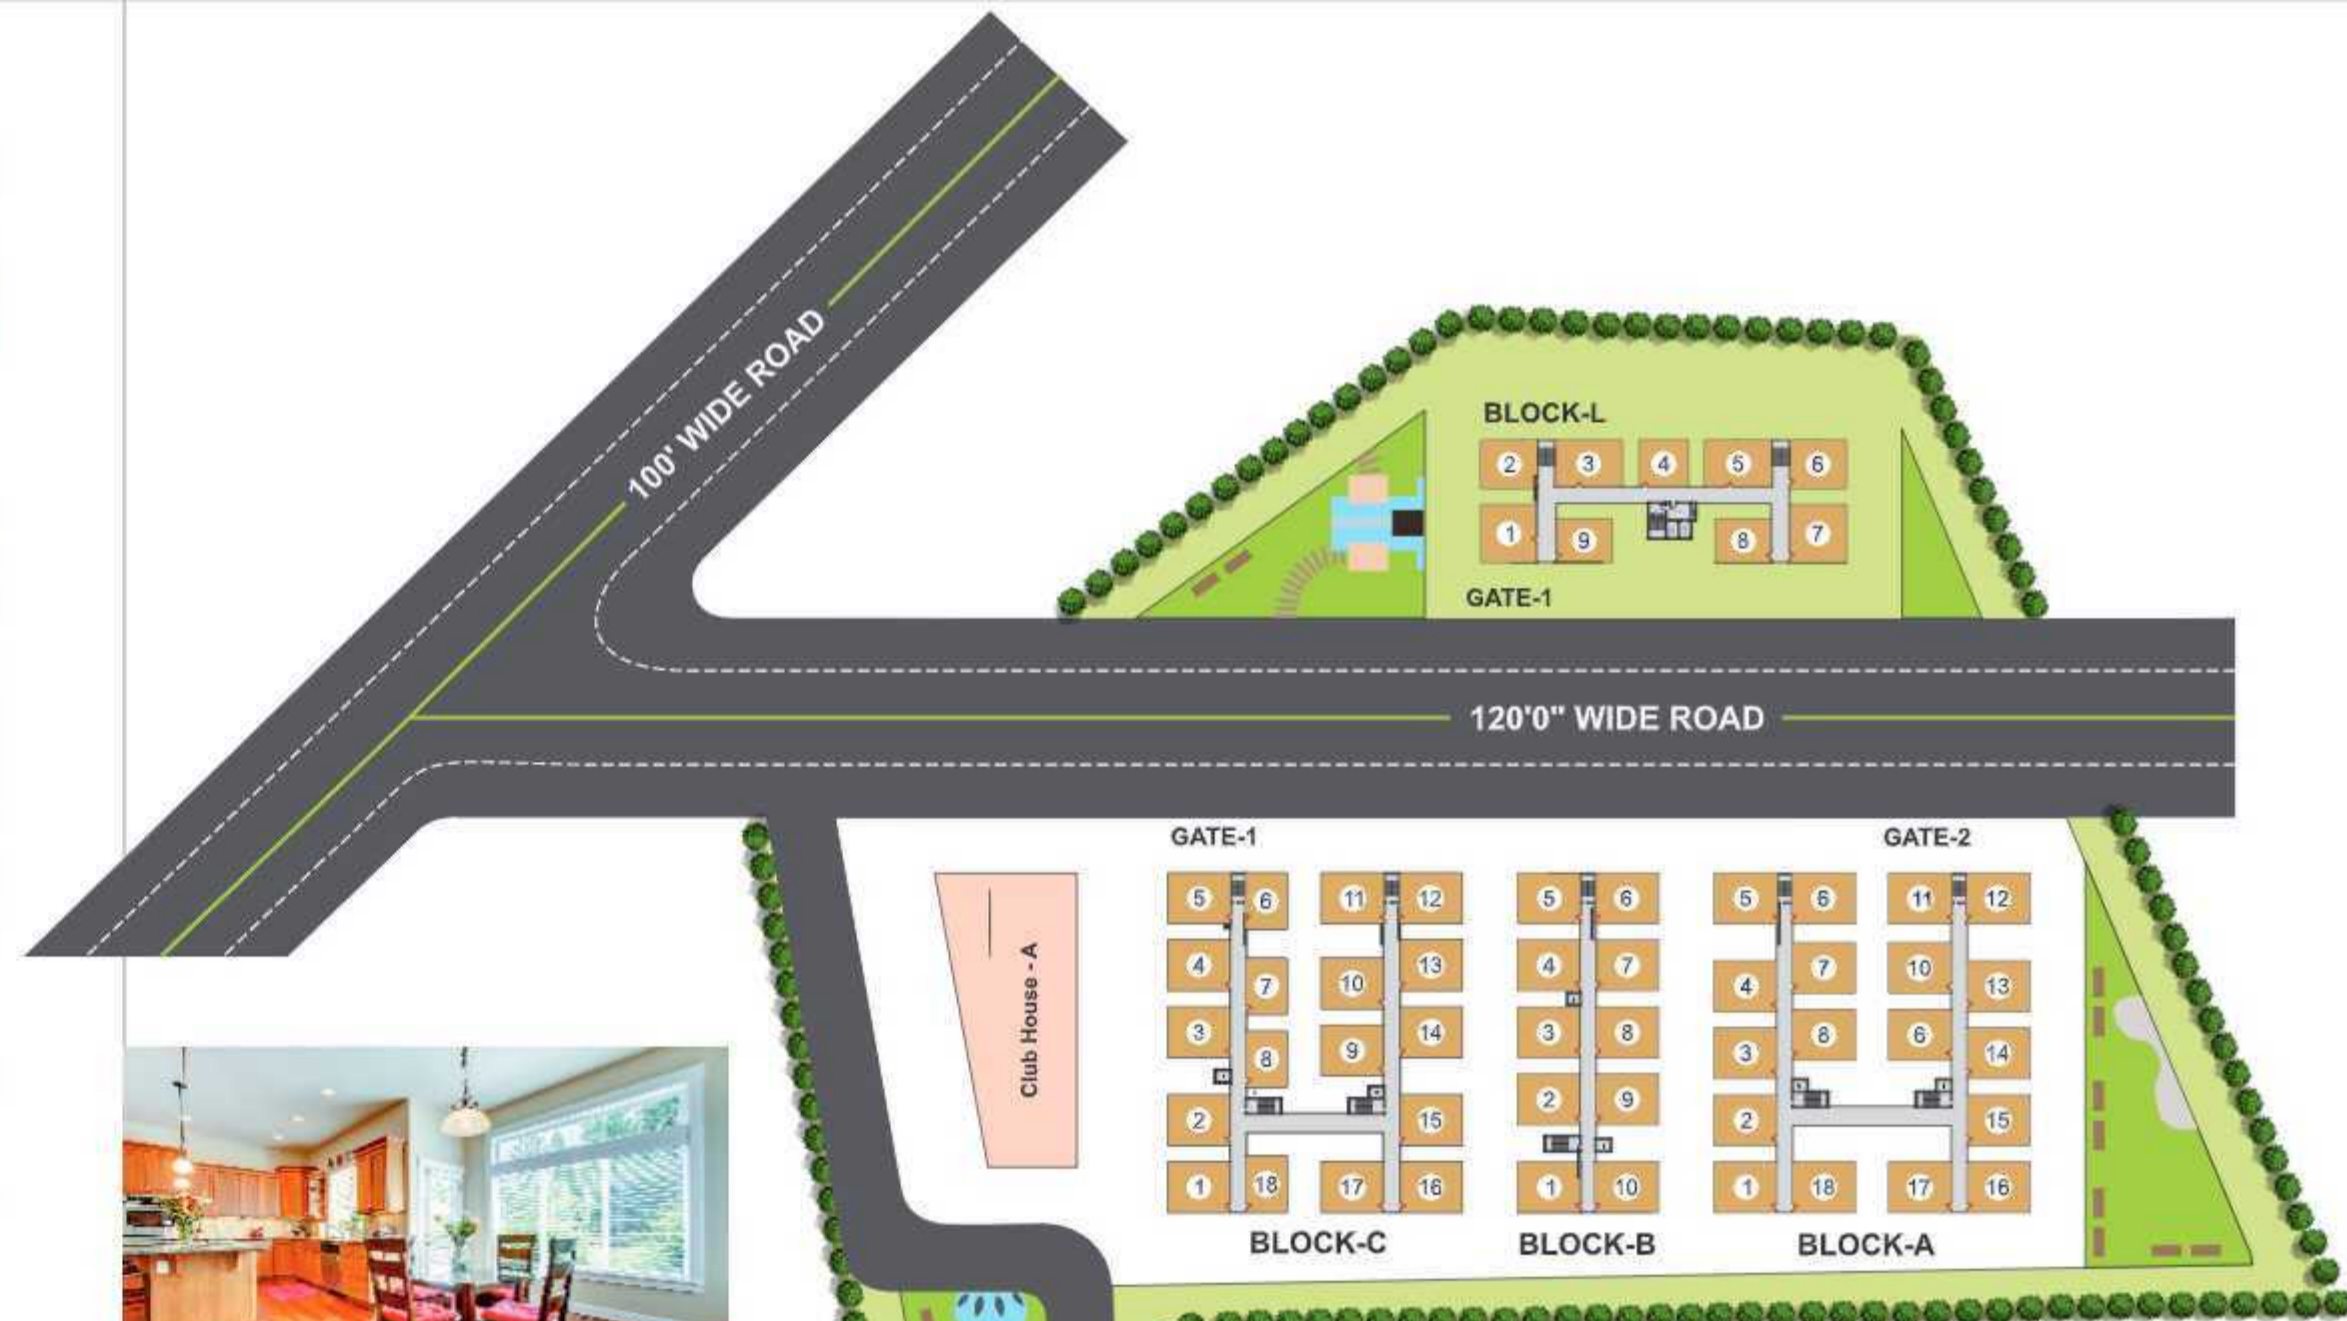 100' WIDE ROAD
BLOCK-L
2 3 4 5 6
1 9 8 7
GATE-1
120'0" WIDE ROAD
GATE-1 GATE-2
Club House - A
5 6 11 12
4 7 10 13
3 8 9 14
2 15
1 18 17 16
BLOCK-C
5 6
4 7
3 8
2 9
1 10
BLOCK-B
5 6 11 12
4 7 10 13
3 8 6 14
2 15
1 18 17 16
BLOCK-A